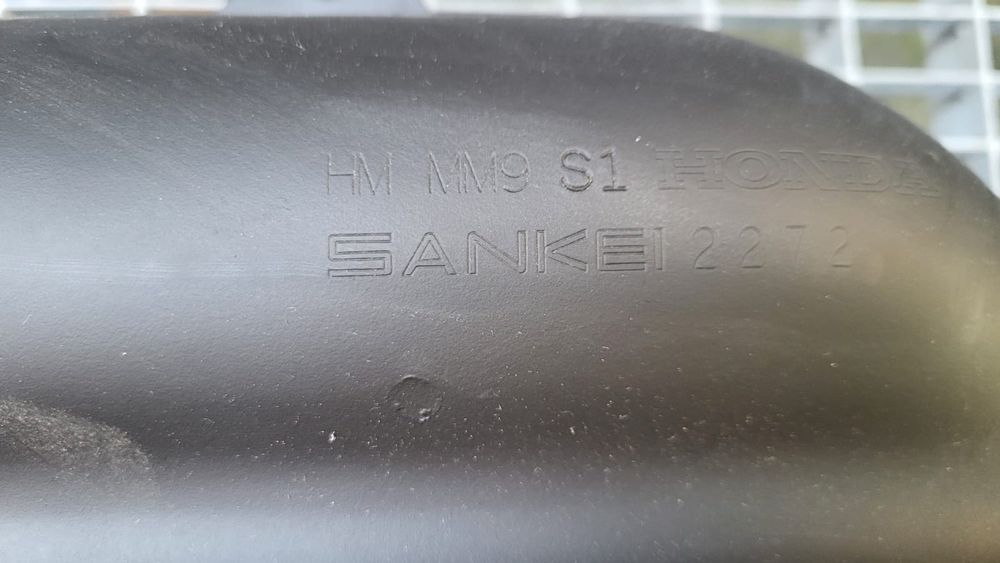 HM MM9 S1 HONDA
SANKEI 2272